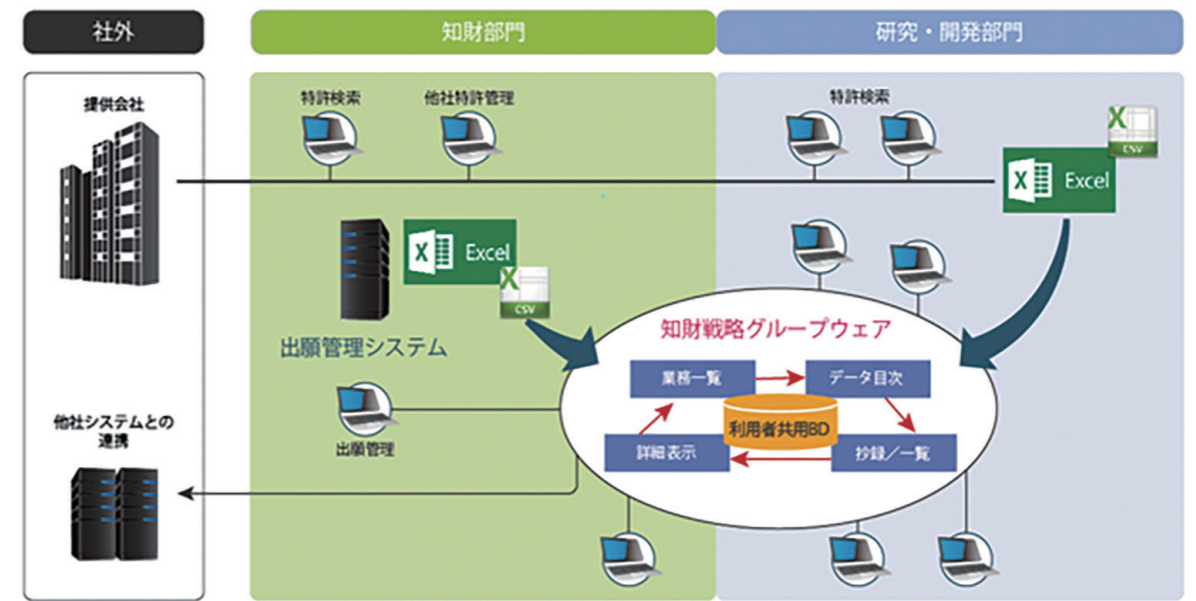 社外
知財部門
研究・開発部門
提供会社
特許検索
他社特許管理
特許検索
Excel
CSV
Excel
CSV
出願管理システム
知財戦略グループウェア
業務一覧
データ目次
利用者共用BD
詳細表示
抄録／一覧
出願管理
他社システムとの
連携